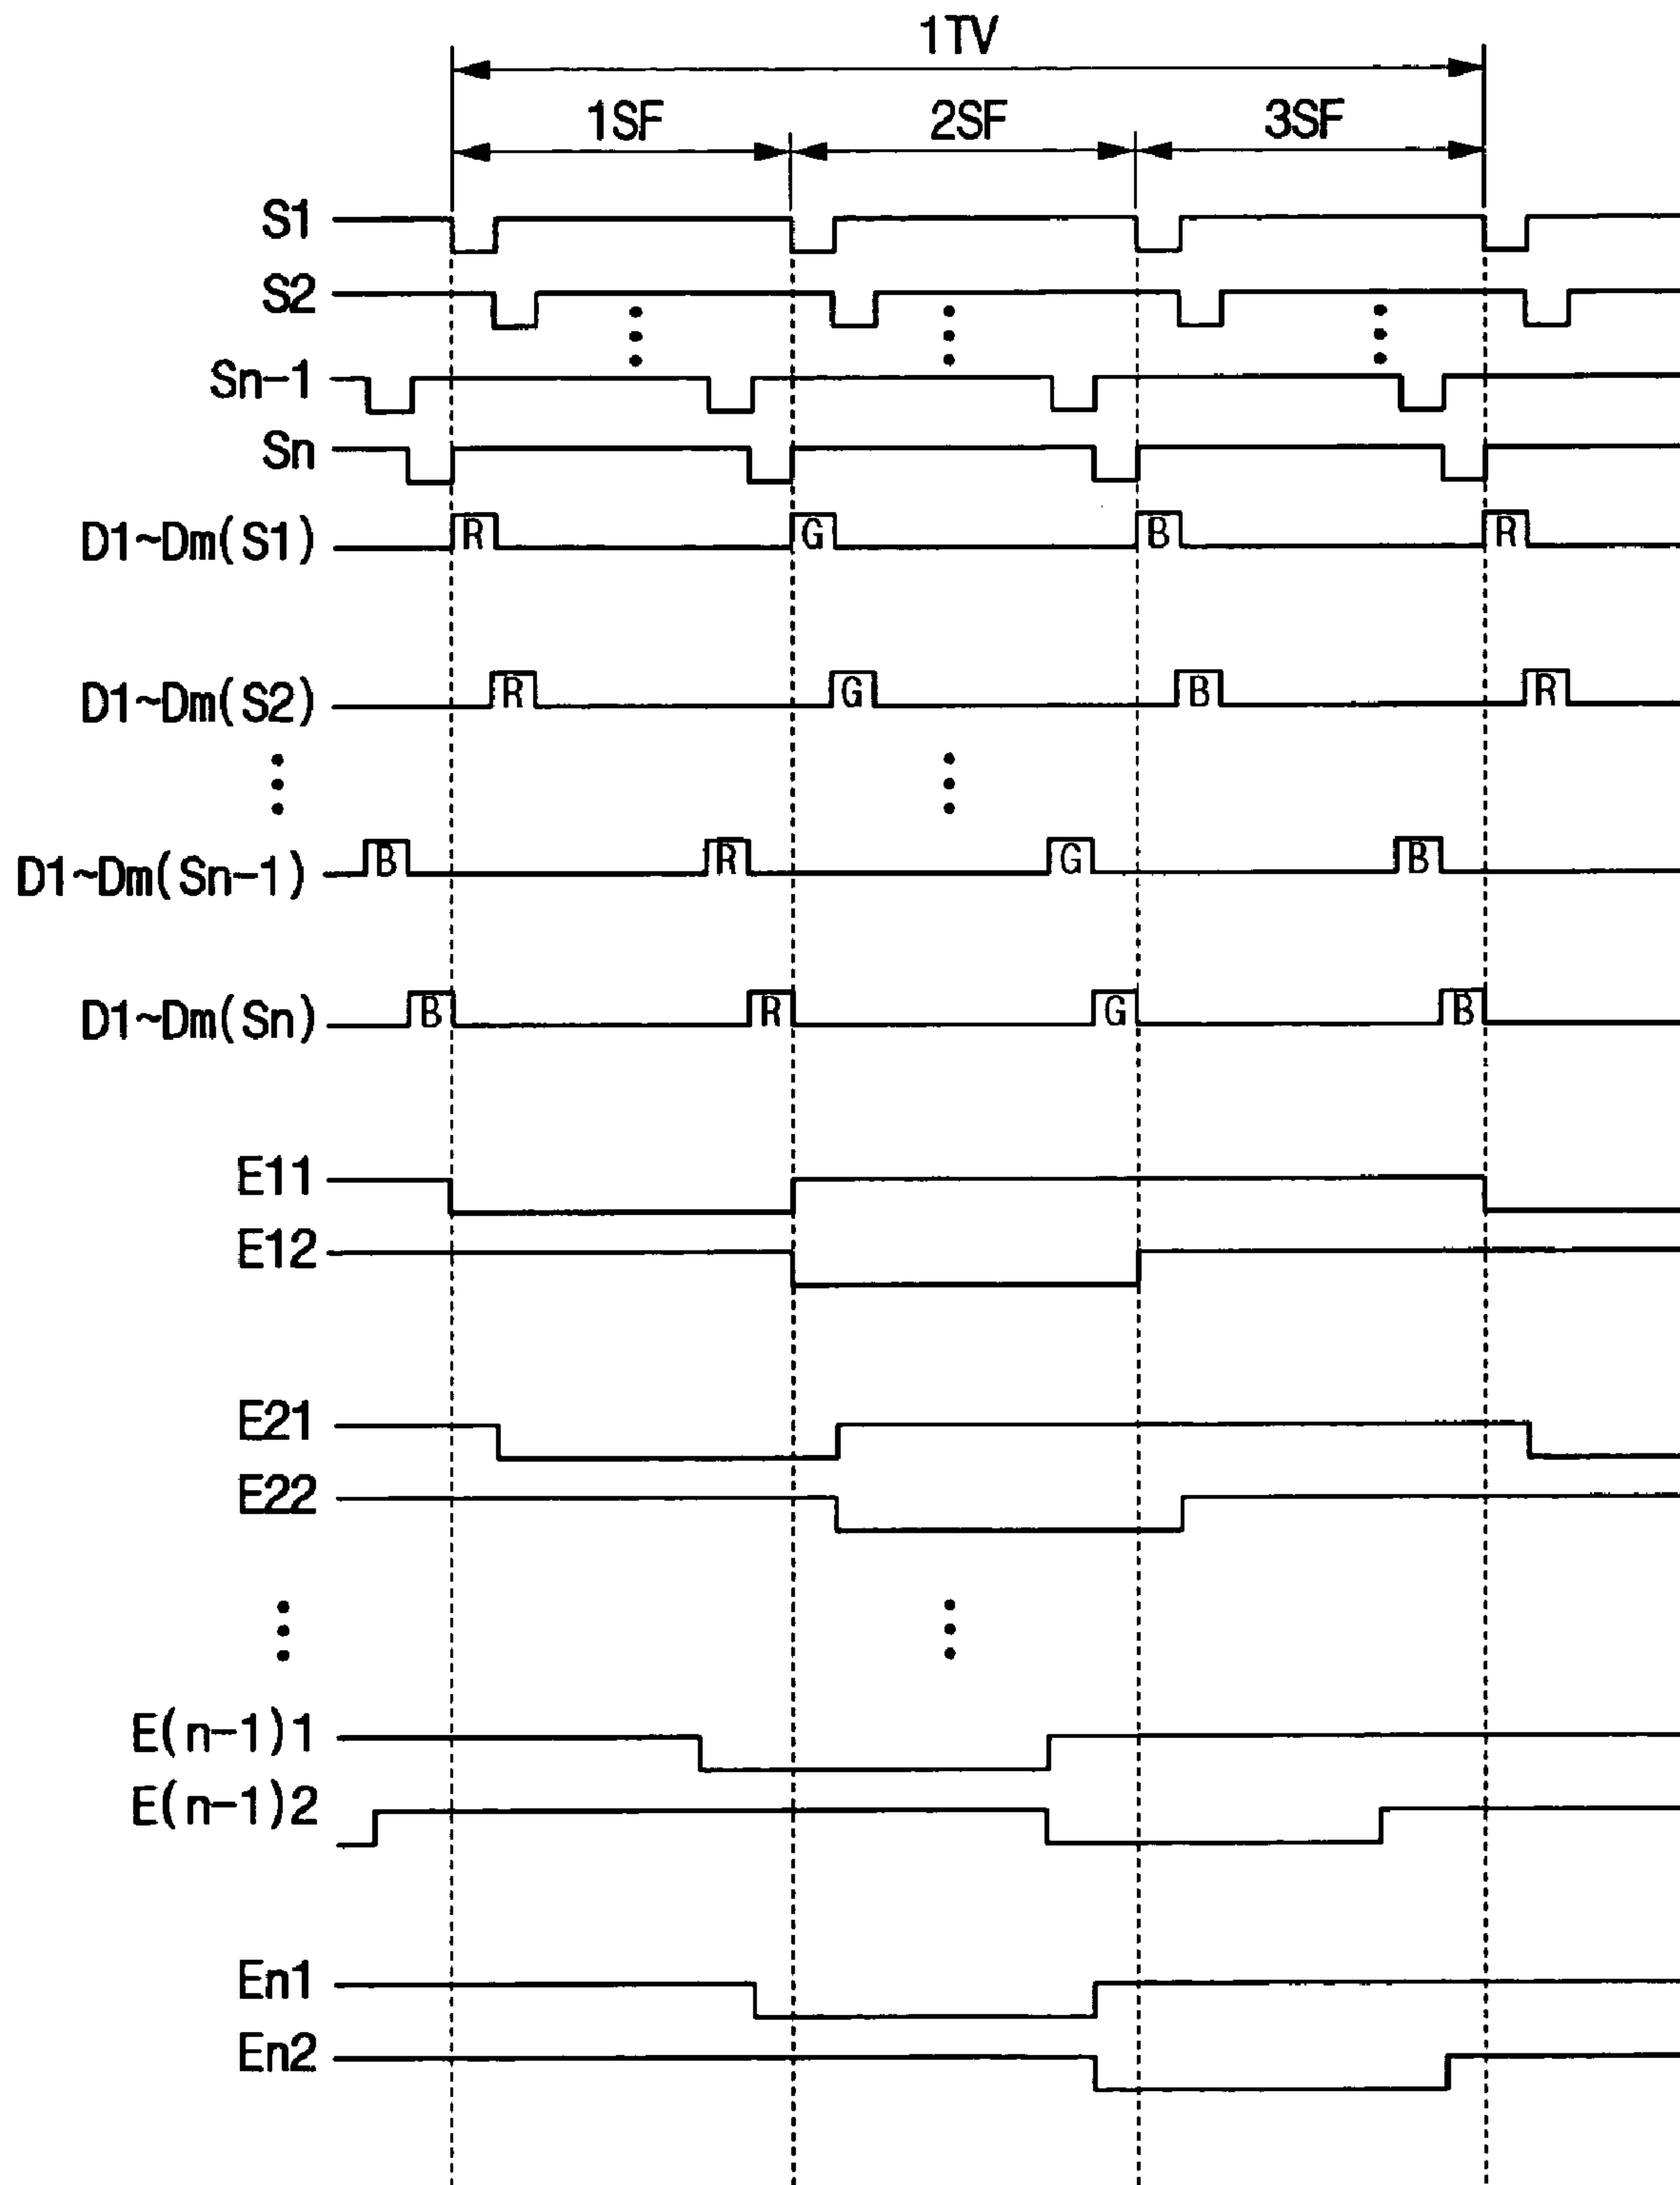 1TV
1SF 2SF 3SF
S1
S2
Sn-1
Sn
D1~Dm(S1) R G B R
D1~Dm(S2) R G B R
D1~Dm(Sn-1) B R G B
D1~Dm(Sn) B R G B
E11
E12
E21
E22
E(n-1)1
E(n-1)2
En1
En2